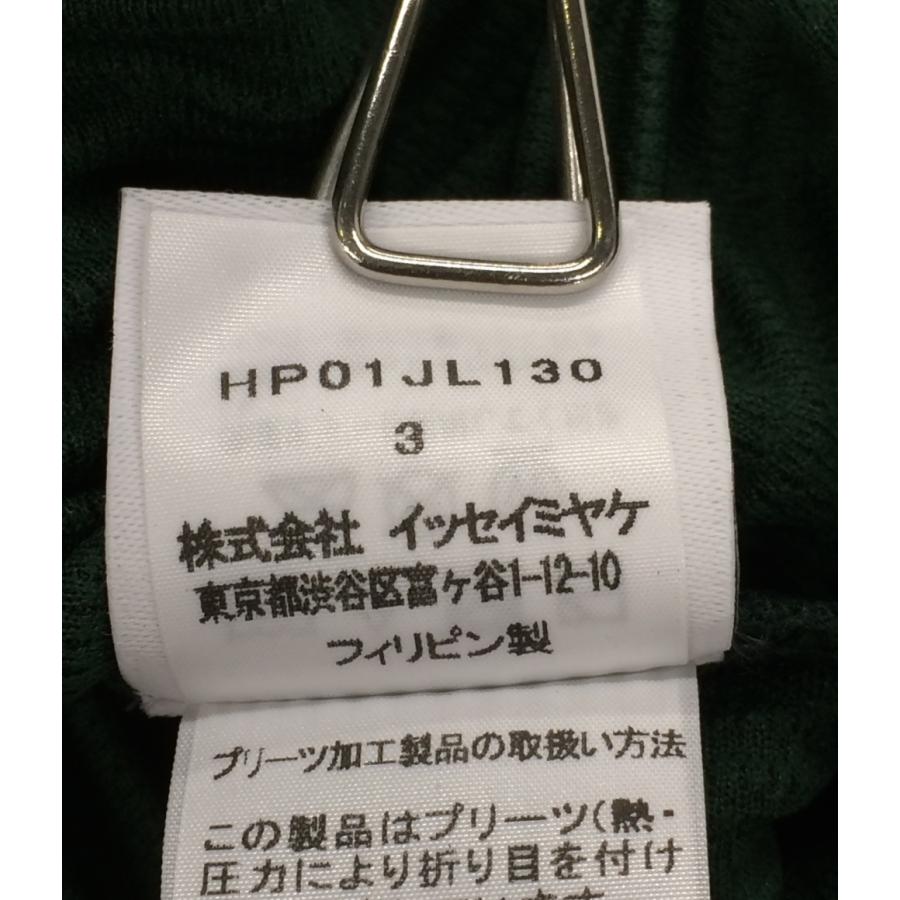 HP01JL130
3
株式会社 イッセイミヤケ
東京都渋谷区富ヶ谷1-12-10
フィリピン製
プリーツ加工製品の取扱い方法
この製品はプリーツ(熱・
圧力により折り目を付け